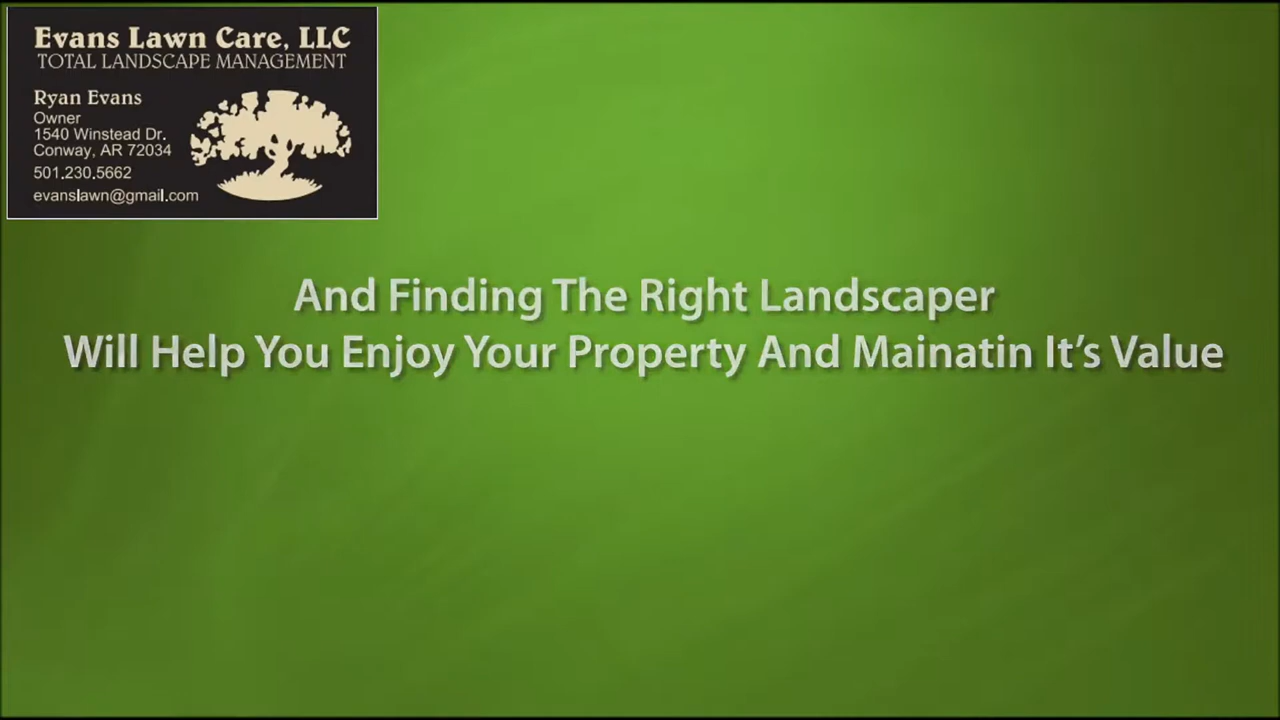 Evans Lawn Care, LLC
TOTAL LANDSCAPE MANAGEMENT
Ryan Evans
Owner
1540 Winstead Dr.
Conway, AR 72034
501.230.5662
evanslawn@gmail.com
And Finding The Right Landscaper
Will Help You Enjoy Your Property And Mainatin It's Value